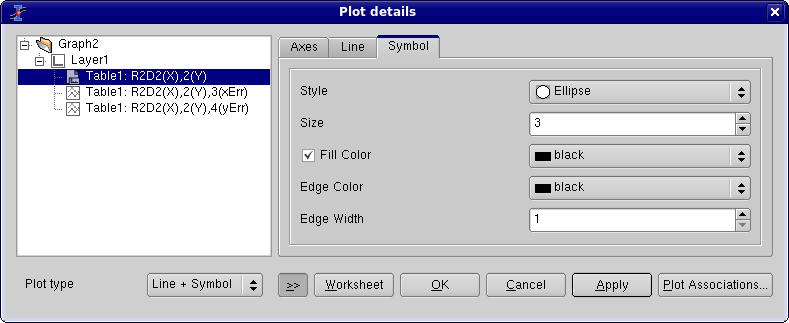 Plot details
Graph2
Layer1
Table1: R2D2(X),2(Y)
Table1: R2D2(X),2(Y),3(xErr)
Table1: R2D2(X),2(Y),4(yErr)
Axes Line Symbol
Style Ellipse
Size 3
Fill Color black
Edge Color black
Edge Width 1
Plot type Line + Symbol >> Worksheet OK Cancel Apply Plot Associations...